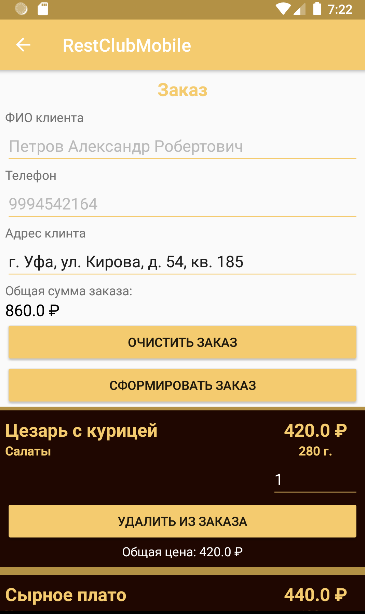 7:22
RestClubMobile
Заказ
ФИО клиента
Петров Александр Робертович
Телефон
9994542164
Адрес клинта
г. Уфа, ул. Кирова, д. 54, кв. 185
Общая сумма заказа:
860.0 ₽
ОЧИСТИТЬ ЗАКАЗ
СФОРМИРОВАТЬ ЗАКАЗ
Цезарь с курицей 420.0 ₽
Салаты 280 г.
1
УДАЛИТЬ ИЗ ЗАКАЗА
Общая цена: 420.0 ₽
Сырное плато 440.0 ₽